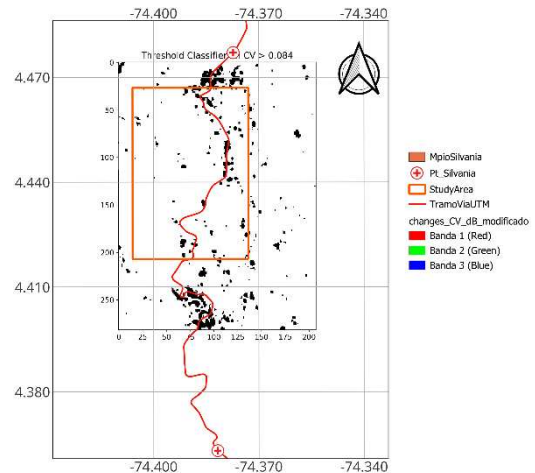 -74.400 -74.370 -74.340
Threshold Classifier CV > 0.084
4.470
4.440
4.410
4.380
0
50
100
150
200
250
0 25 50 75 100 125 150 175 200
-74.400 -74.370 -74.340
MpioSilvania
Pt_Silvania
StudyArea
TramoViaUTM
changes_CV_dB_modificado
Banda 1 (Red)
Banda 2 (Green)
Banda 3 (Blue)